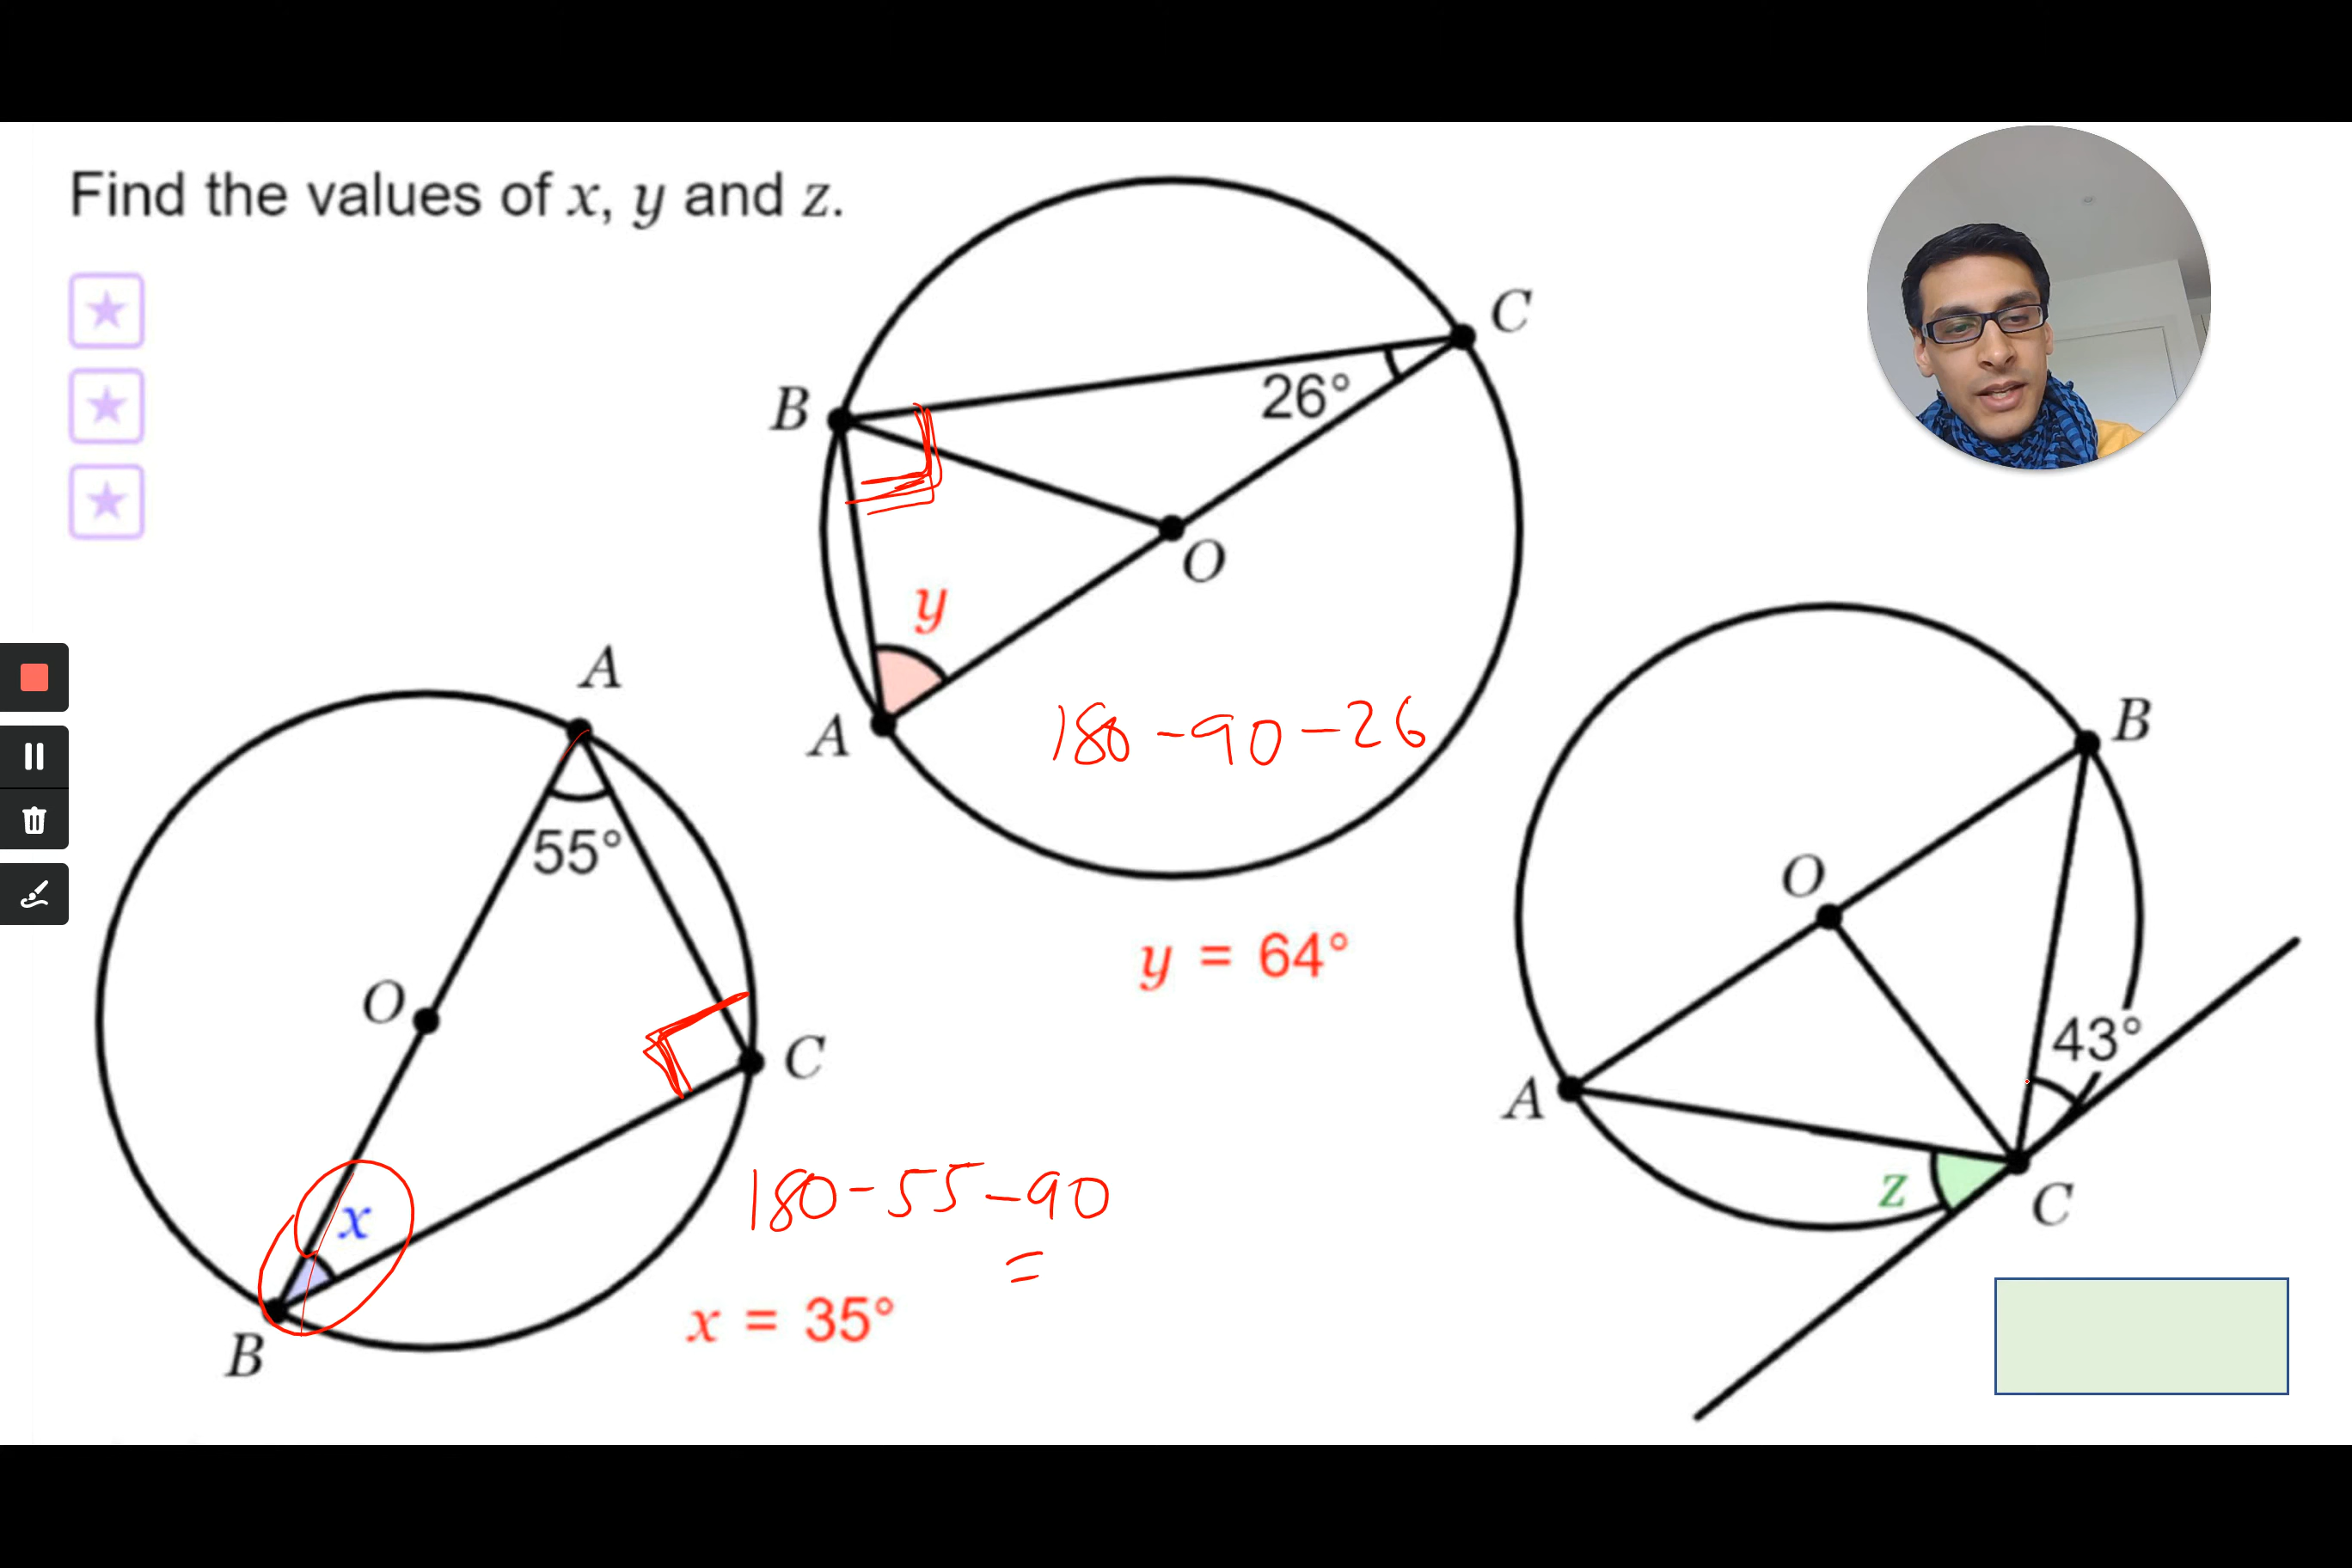 Find the values of x, y and z.
C
B
26°
O
y
A
180 - 90 - 26
y = 64°
A
55°
O
C
x
B
180 - 55 - 90
=
x = 35°
B
O
43°
A
z
C